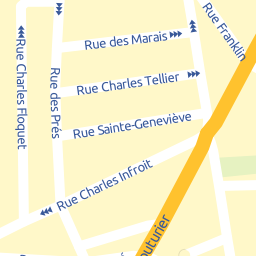 Rue Franklin
Rue des Marais
Rue Charles Floquet
Rue des Prés
Rue Charles Tellier
Rue Sainte-Geneviève
Rue Charles Infroit